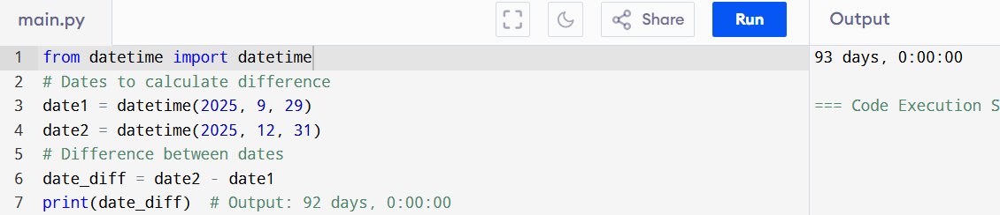 main.py Share Run Output
1 from datetime import datetime 93 days, 0:00:00
2 # Dates to calculate difference
3 date1 = datetime(2025, 9, 29) === Code Execution S
4 date2 = datetime(2025, 12, 31)
5 # Difference between dates
6 date_diff = date2 - date1
7 print(date_diff)  # Output: 92 days, 0:00:00